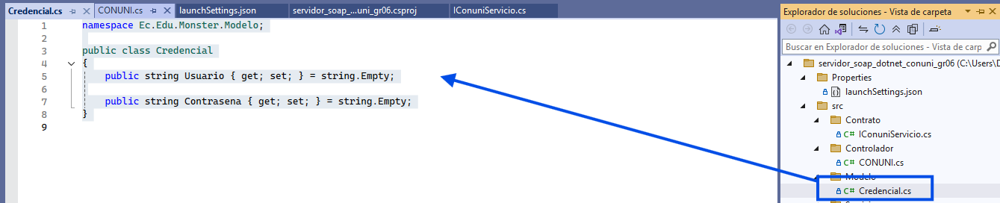 Credencial.cs
CONUNI.cs
launchSettings.json
servidor_soap_...uni_gr06.csproj
IConuniServicio.cs
1 namespace Ec.Edu.Monster.Modelo;
2
3 public class Credencial
4 {
5 public string Usuario { get; set; } = string.Empty;
6
7 public string Contrasena { get; set; } = string.Empty;
8 }
9
Explorador de soluciones - Vista de carpeta
Buscar en Explorador de soluciones - Vista de carp
servidor_soap_dotnet_conuni_gr06 (C:\Users\D
Properties
launchSettings.json
src
Contrato
C# IConuniServicio.cs
Controlador
C# CONUNI.cs
Modelo
C# Credencial.cs